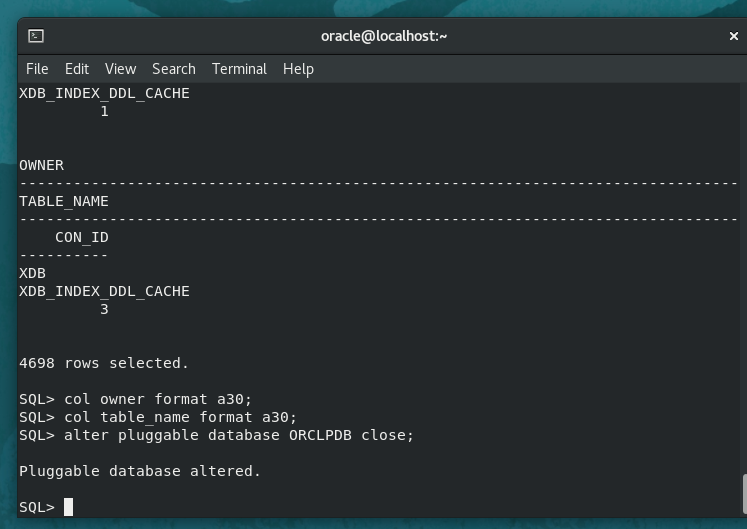 oracle@localhost:~
File Edit View Search Terminal Help
XDB_INDEX_DDL_CACHE
1
OWNER
--------------------------------------------------------------------------------
TABLE_NAME
--------------------------------------------------------------------------------
CON_ID
----------
XDB
XDB_INDEX_DDL_CACHE
3
4698 rows selected.
SQL> col owner format a30;
SQL> col table_name format a30;
SQL> alter pluggable database ORCLPDB close;
Pluggable database altered.
SQL>